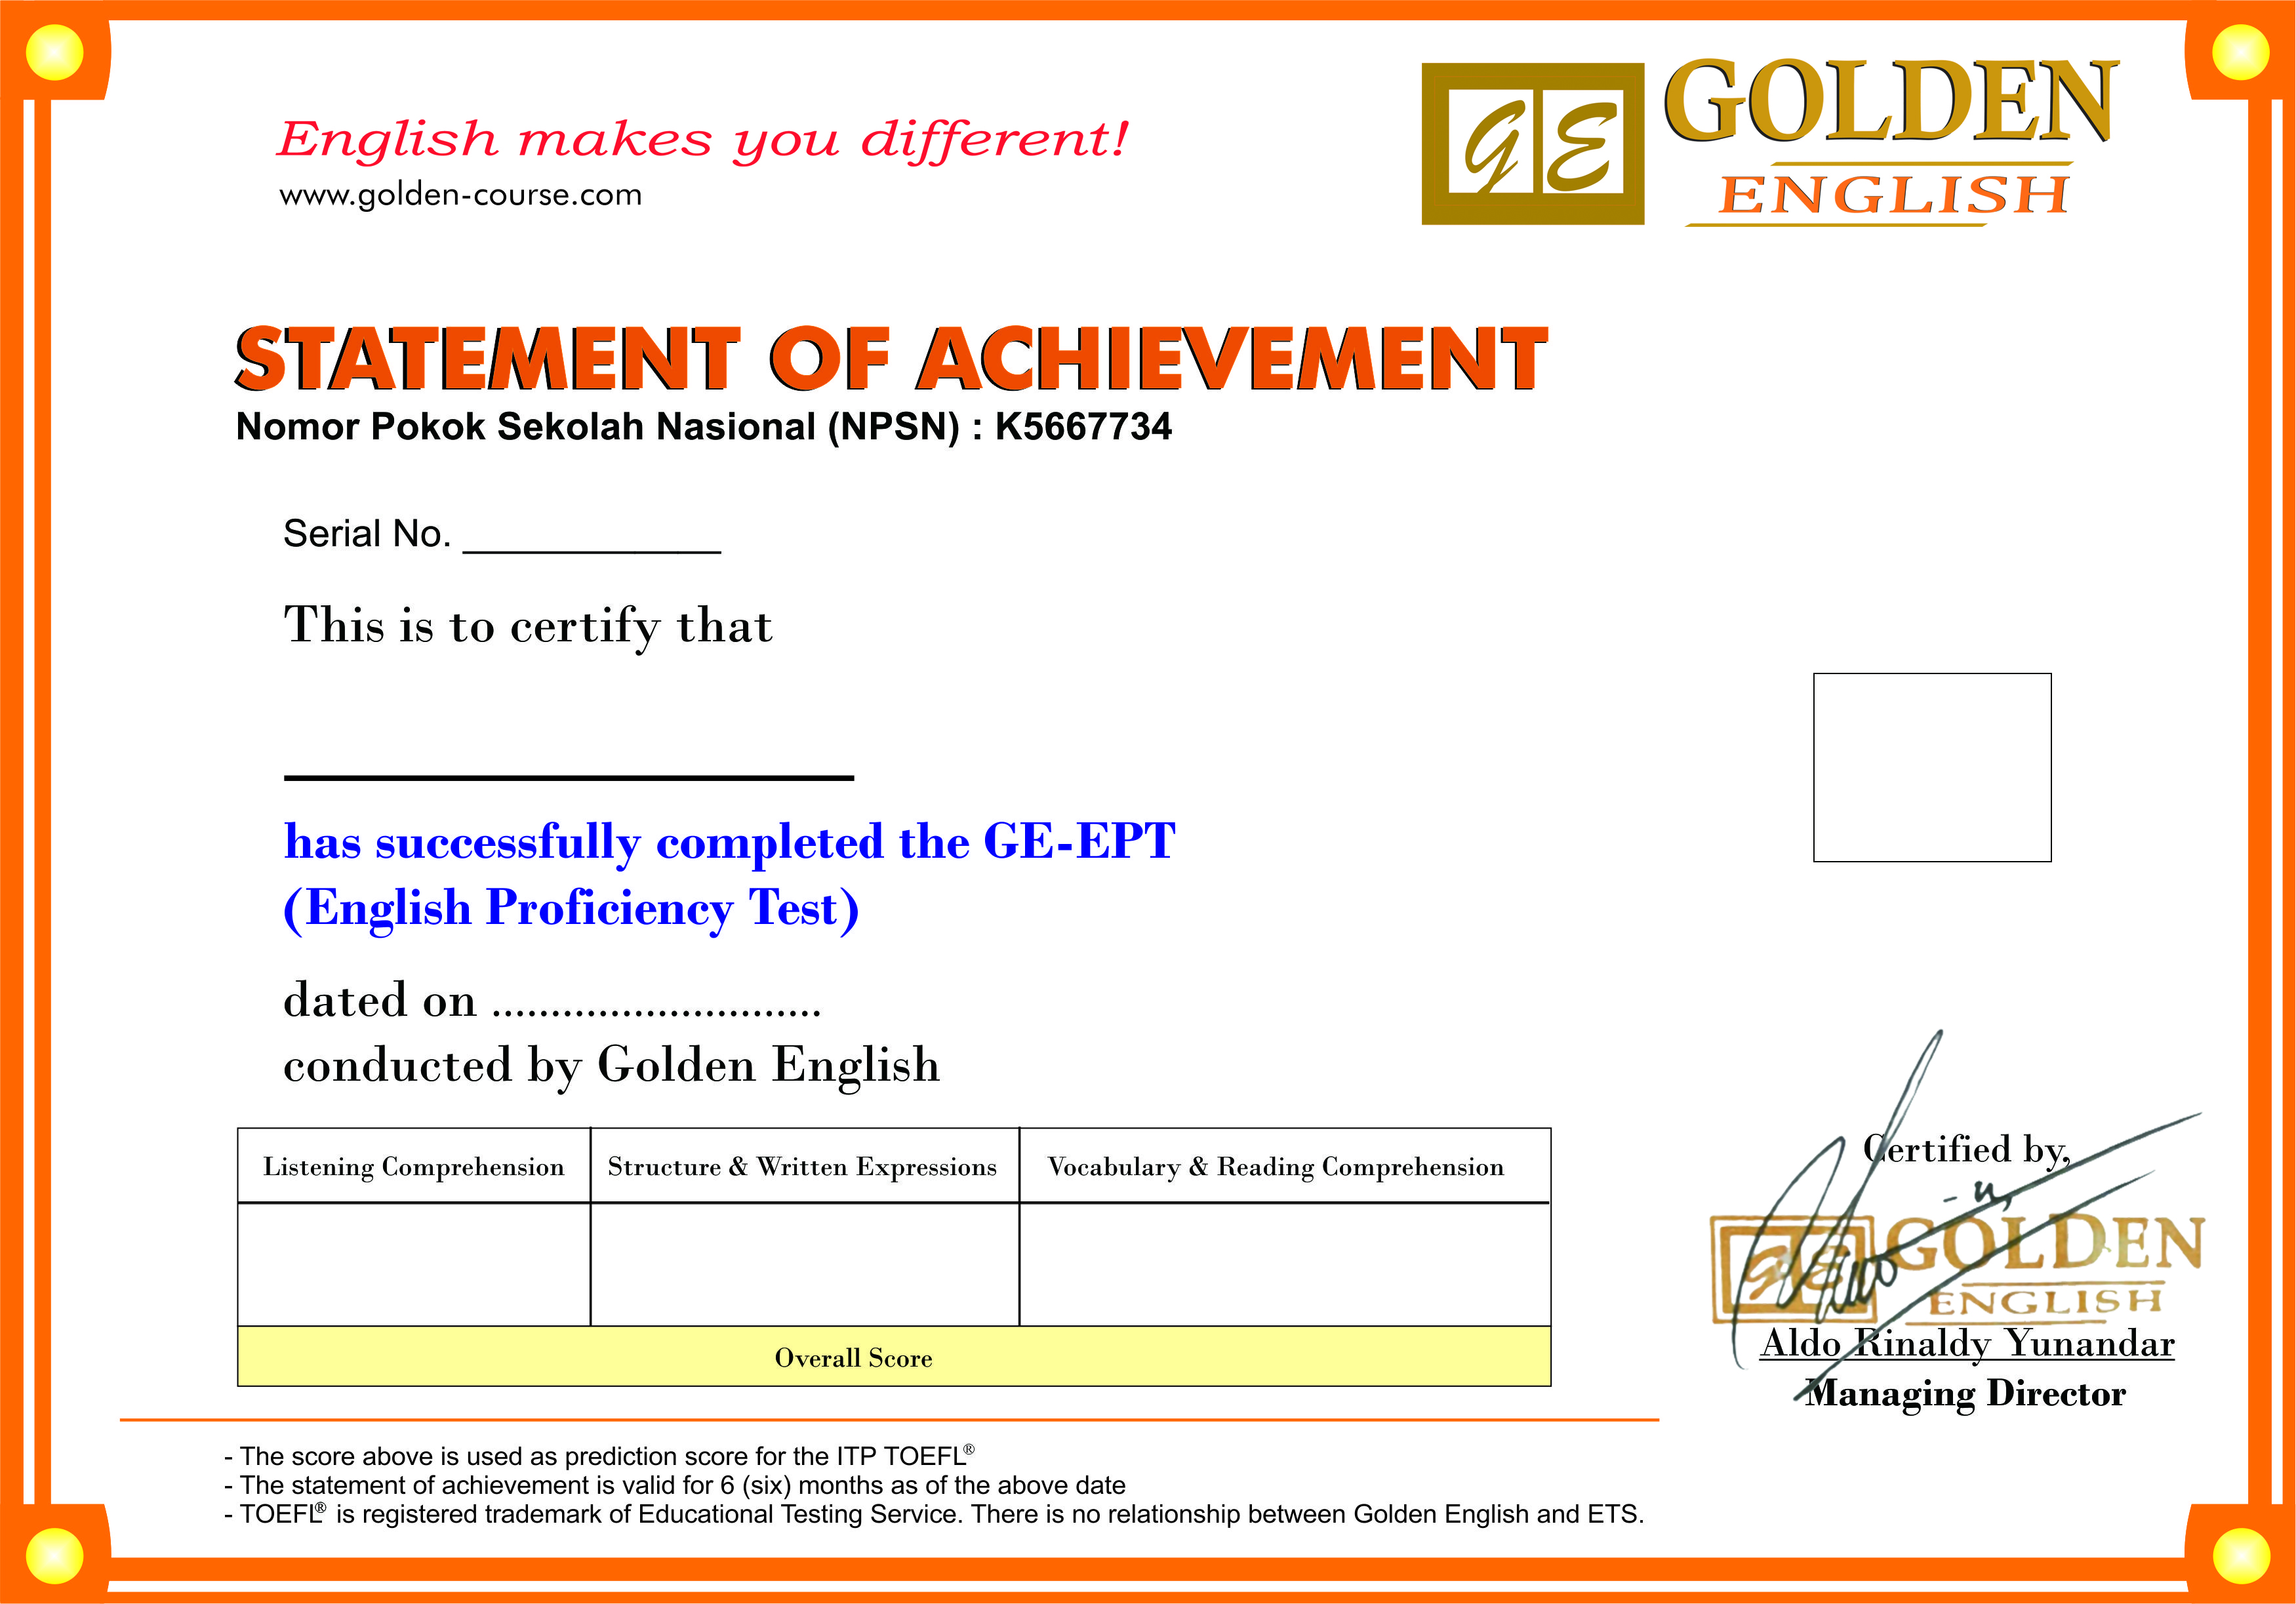 English makes you different!
www.golden-course.com
GE
GOLDEN
ENGLISH
STATEMENT OF ACHIEVEMENT
Nomor Pokok Sekolah Nasional (NPSN) : K5667734
Serial No. ____________
This is to certify that
has successfully completed the GE-EPT
(English Proficiency Test)
dated on ............................
conducted by Golden English
Listening Comprehension
Structure & Written Expressions
Vocabulary & Reading Comprehension
Overall Score
Certified by,
GE GOLDEN
ENGLISH
Aldo Rinaldy Yunandar
Managing Director
- The score above is used as prediction score for the ITP TOEFL®
- The statement of achievement is valid for 6 (six) months as of the above date
- TOEFL® is registered trademark of Educational Testing Service. There is no relationship between Golden English and ETS.